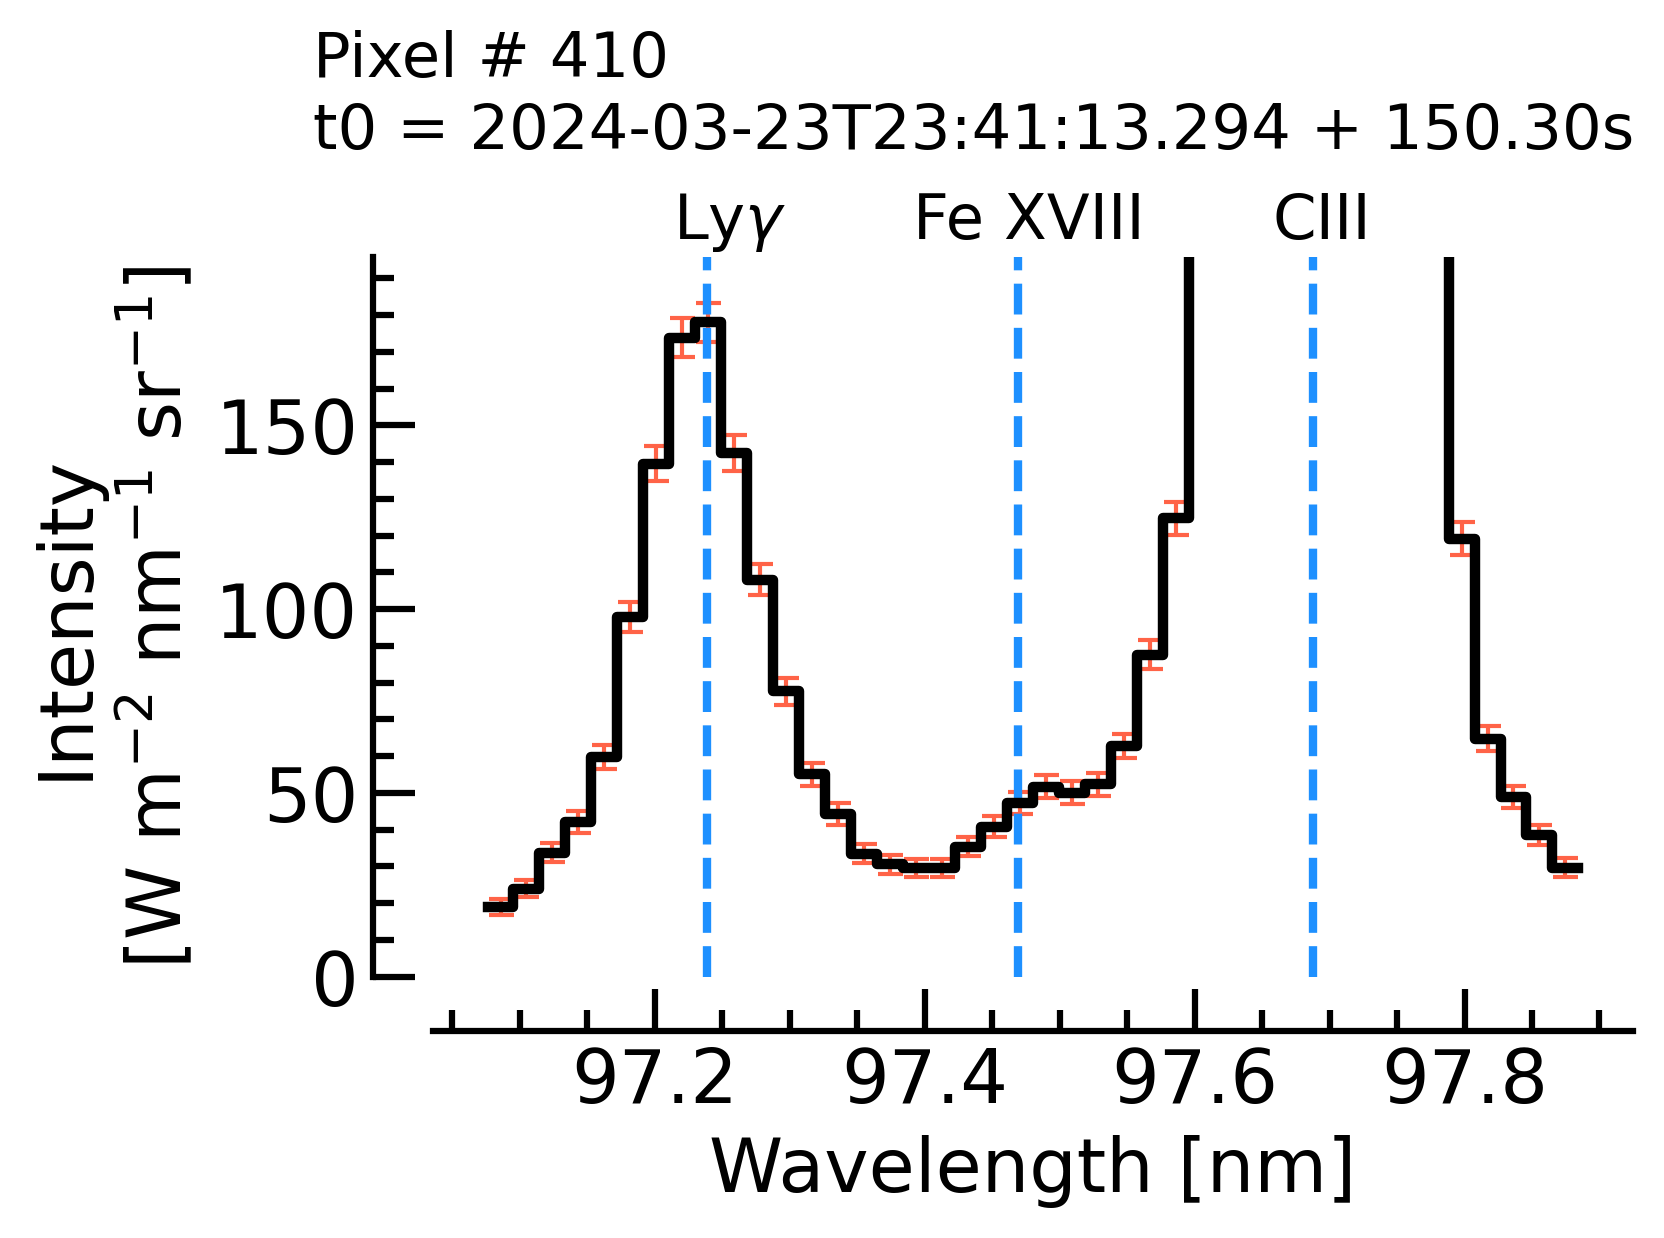 Pixel # 410
t0 = 2024-03-23T23:41:13.294 + 150.30s
Lyγ Fe XVIII CIII
Intensity
[W m⁻² nm⁻¹ sr⁻¹]
150
100
50
0
97.2 97.4 97.6 97.8
Wavelength [nm]